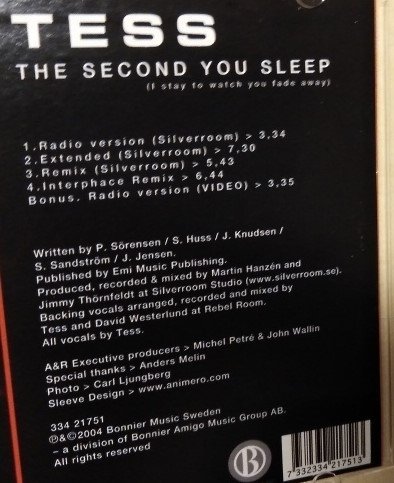 TESS
THE SECOND YOU SLEEP
(I stay to watch you fade away)
1.Radio version (Silverroom) > 3,34
2.Extended (Silverroom) > 7,30
3.Remix (Silverroom) > 5,43
4.Interphace Remix > 6,44
Bonus. Radio version (VIDEO) > 3,35
Written by P. Sörensen / S. Huss / J. Knudsen /
S. Sandström / J. Jensen.
Published by Emi Music Publishing.
Produced, recorded & mixed by Martin Hanzén and
Jimmy Thörnfeldt at Silverroom Studio (www.silverroom.se).
Backing vocals arranged, recorded and mixed by
Tess and David Westerlund at Rebel Room.
All vocals by Tess.
A&R Executive producers > Michel Petré & John Wallin
Special thanks > Anders Melin
Photo > Carl Ljungberg
Sleeve Design > www.animero.com
334 21751
℗&©2004 Bonnier Music Sweden
– a division of Bonnier Amigo Music Group AB.
All rights reserved
B
7 332334 217513